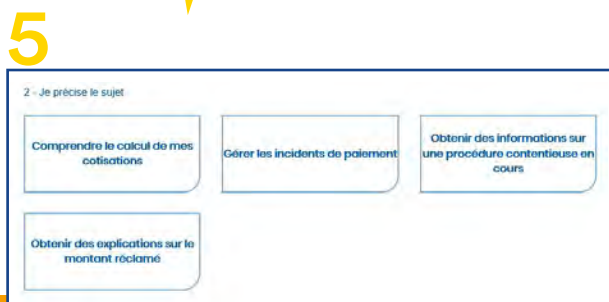 5
2 - Je précise le sujet
Comprendre le calcul de mes
cotisations
Gérer les incidents de paiement
Obtenir des informations sur
une procédure contentieuse en
cours
Obtenir des explications sur le
montant réclamé